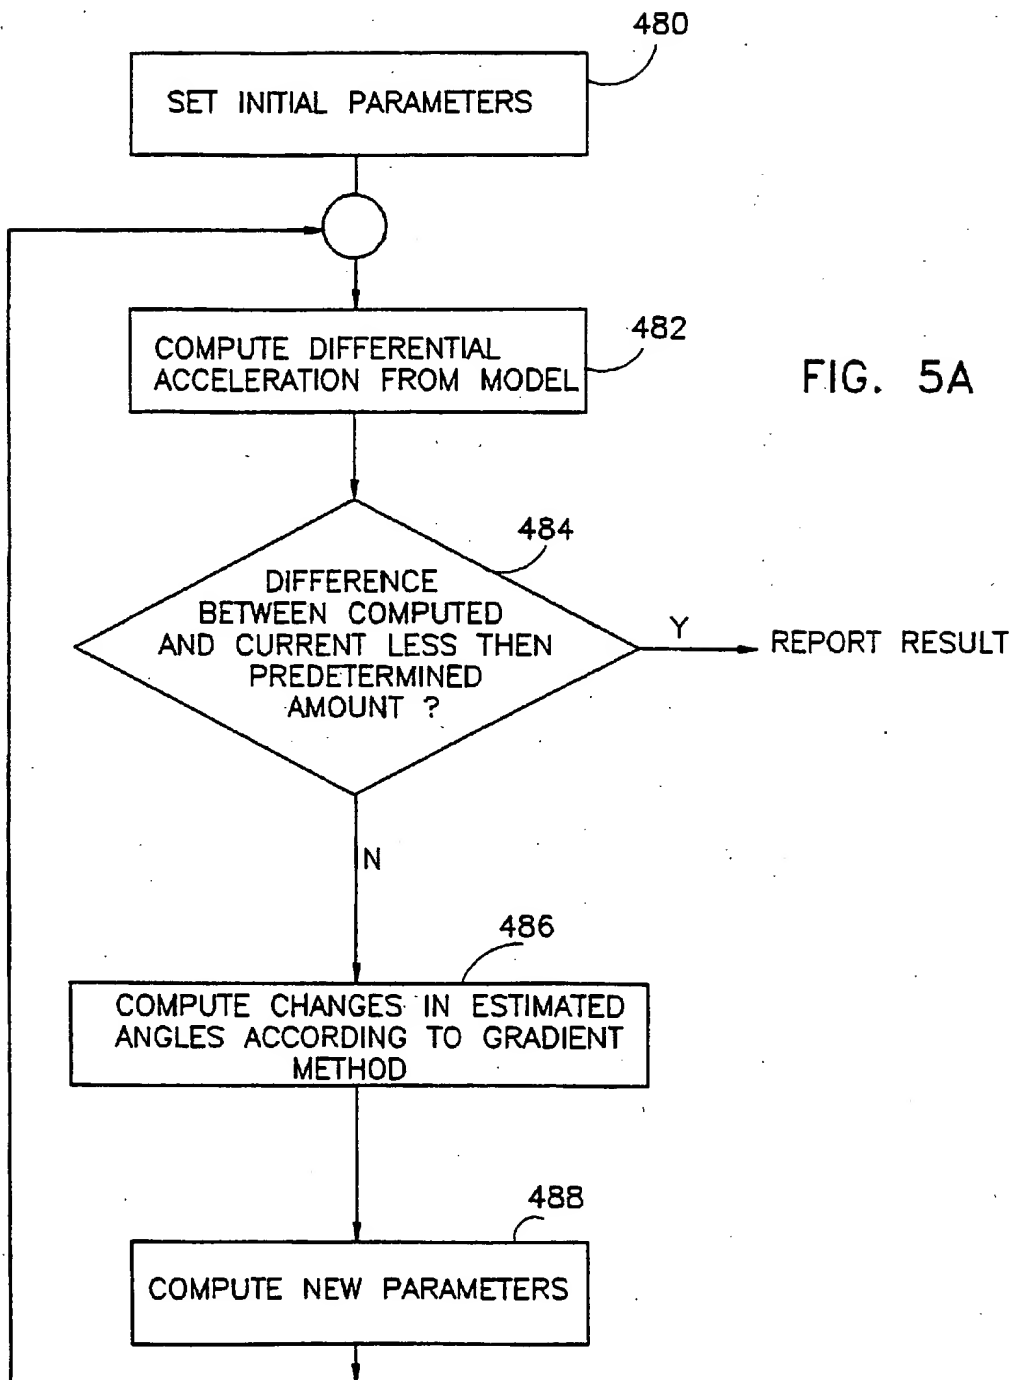 480
SET INITIAL PARAMETERS
482
COMPUTE DIFFERENTIAL
ACCELERATION FROM MODEL
FIG. 5A
484
DIFFERENCE
BETWEEN COMPUTED
AND CURRENT LESS THEN
PREDETERMINED
AMOUNT ?
Y
REPORT RESULT
N
486
COMPUTE CHANGES IN ESTIMATED
ANGLES ACCORDING TO GRADIENT
METHOD
488
COMPUTE NEW PARAMETERS